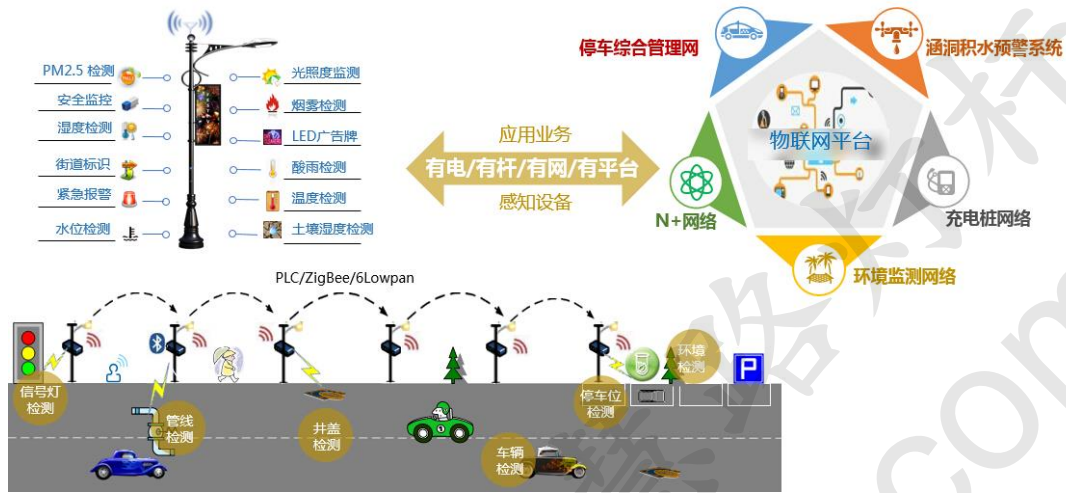 PM2.5 检测
安全监控
湿度检测
街道标识
紧急报警
水位检测
光照度监测
烟雾检测
LED广告牌
酸雨检测
温度检测
土壤湿度检测
应用业务
有电/有杆/有网/有平台
感知设备
停车综合管理网
涵洞积水预警系统
物联网平台
N+网络
充电桩网络
环境监测网络
PLC/ZigBee/6Lowpan
信号灯
检测
管线
检测
井盖
检测
车辆
检测
停车位
检测
环境
检测
P
.com